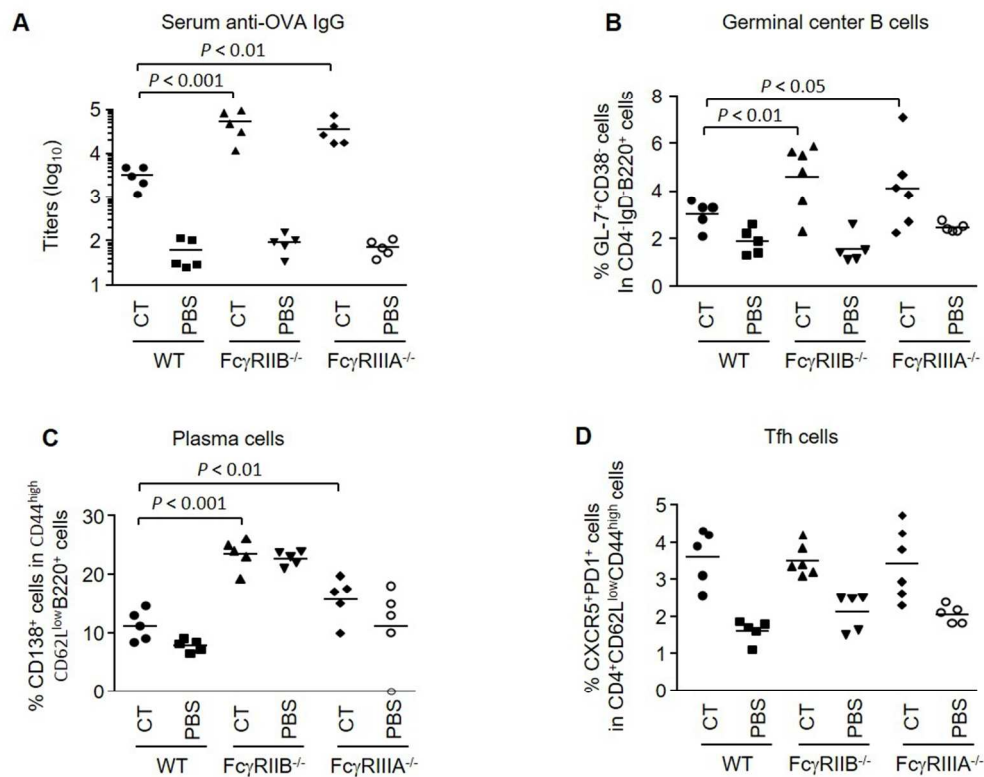 A
Serum anti-OVA IgG
P < 0.01
P < 0.001
Titers (log10)
5
4
3
2
1
CT
PBS
CT
PBS
CT
PBS
WT
FcγRIIB-/-
FcγRIIIA-/-
B
Germinal center B cells
P < 0.05
P < 0.01
% GL-7+CD38- cells
In CD4-IgD-B220+ cells
8
6
4
2
0
CT
PBS
CT
PBS
CT
PBS
WT
FcγRIIB-/-
FcγRIIIA-/-
C
Plasma cells
P < 0.01
P < 0.001
% CD138+ cells in CD44high
CD62LlowB220+ cells
30
20
10
0
CT
PBS
CT
PBS
CT
PBS
WT
FcγRIIB-/-
FcγRIIIA-/-
D
Tfh cells
% CXCR5+PD1+ cells
in CD4+CD62LlowCD44high cells
5
4
3
2
1
0
CT
PBS
CT
PBS
CT
PBS
WT
FcγRIIB-/-
FcγRIIIA-/-